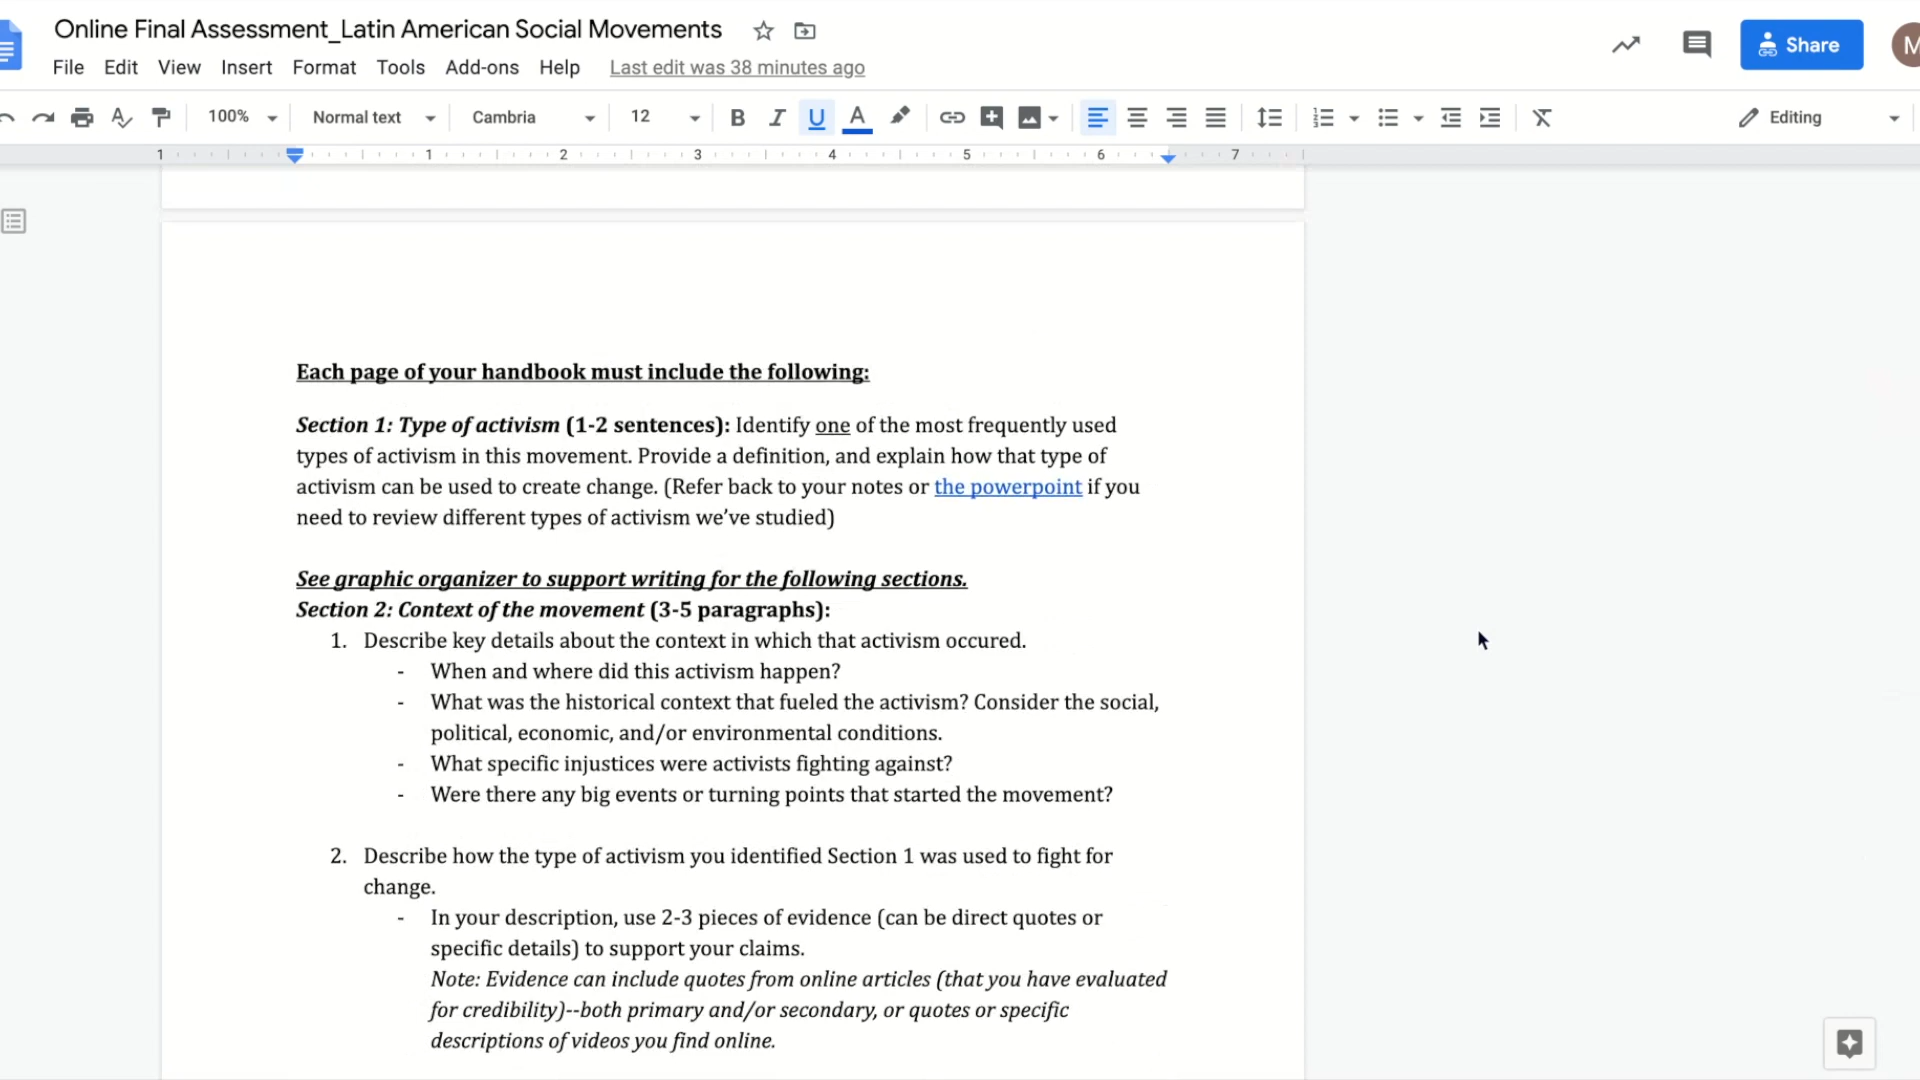 Online Final Assessment_Latin American Social Movements
File Edit View Insert Format Tools Add-ons Help Last edit was 38 minutes ago
Share
M
100% Normal text Cambria 12 B I U A Editing
1 1 2 3 4 5 6 7
Each page of your handbook must include the following:
Section 1: Type of activism (1-2 sentences): Identify one of the most frequently used
types of activism in this movement. Provide a definition, and explain how that type of
activism can be used to create change. (Refer back to your notes or the powerpoint if you
need to review different types of activism we’ve studied)
See graphic organizer to support writing for the following sections.
Section 2: Context of the movement (3-5 paragraphs):
1. Describe key details about the context in which that activism occured.
- When and where did this activism happen?
- What was the historical context that fueled the activism? Consider the social,
political, economic, and/or environmental conditions.
- What specific injustices were activists fighting against?
- Were there any big events or turning points that started the movement?
2. Describe how the type of activism you identified Section 1 was used to fight for
change.
- In your description, use 2-3 pieces of evidence (can be direct quotes or
specific details) to support your claims.
Note: Evidence can include quotes from online articles (that you have evaluated
for credibility)--both primary and/or secondary, or quotes or specific
descriptions of videos you find online.